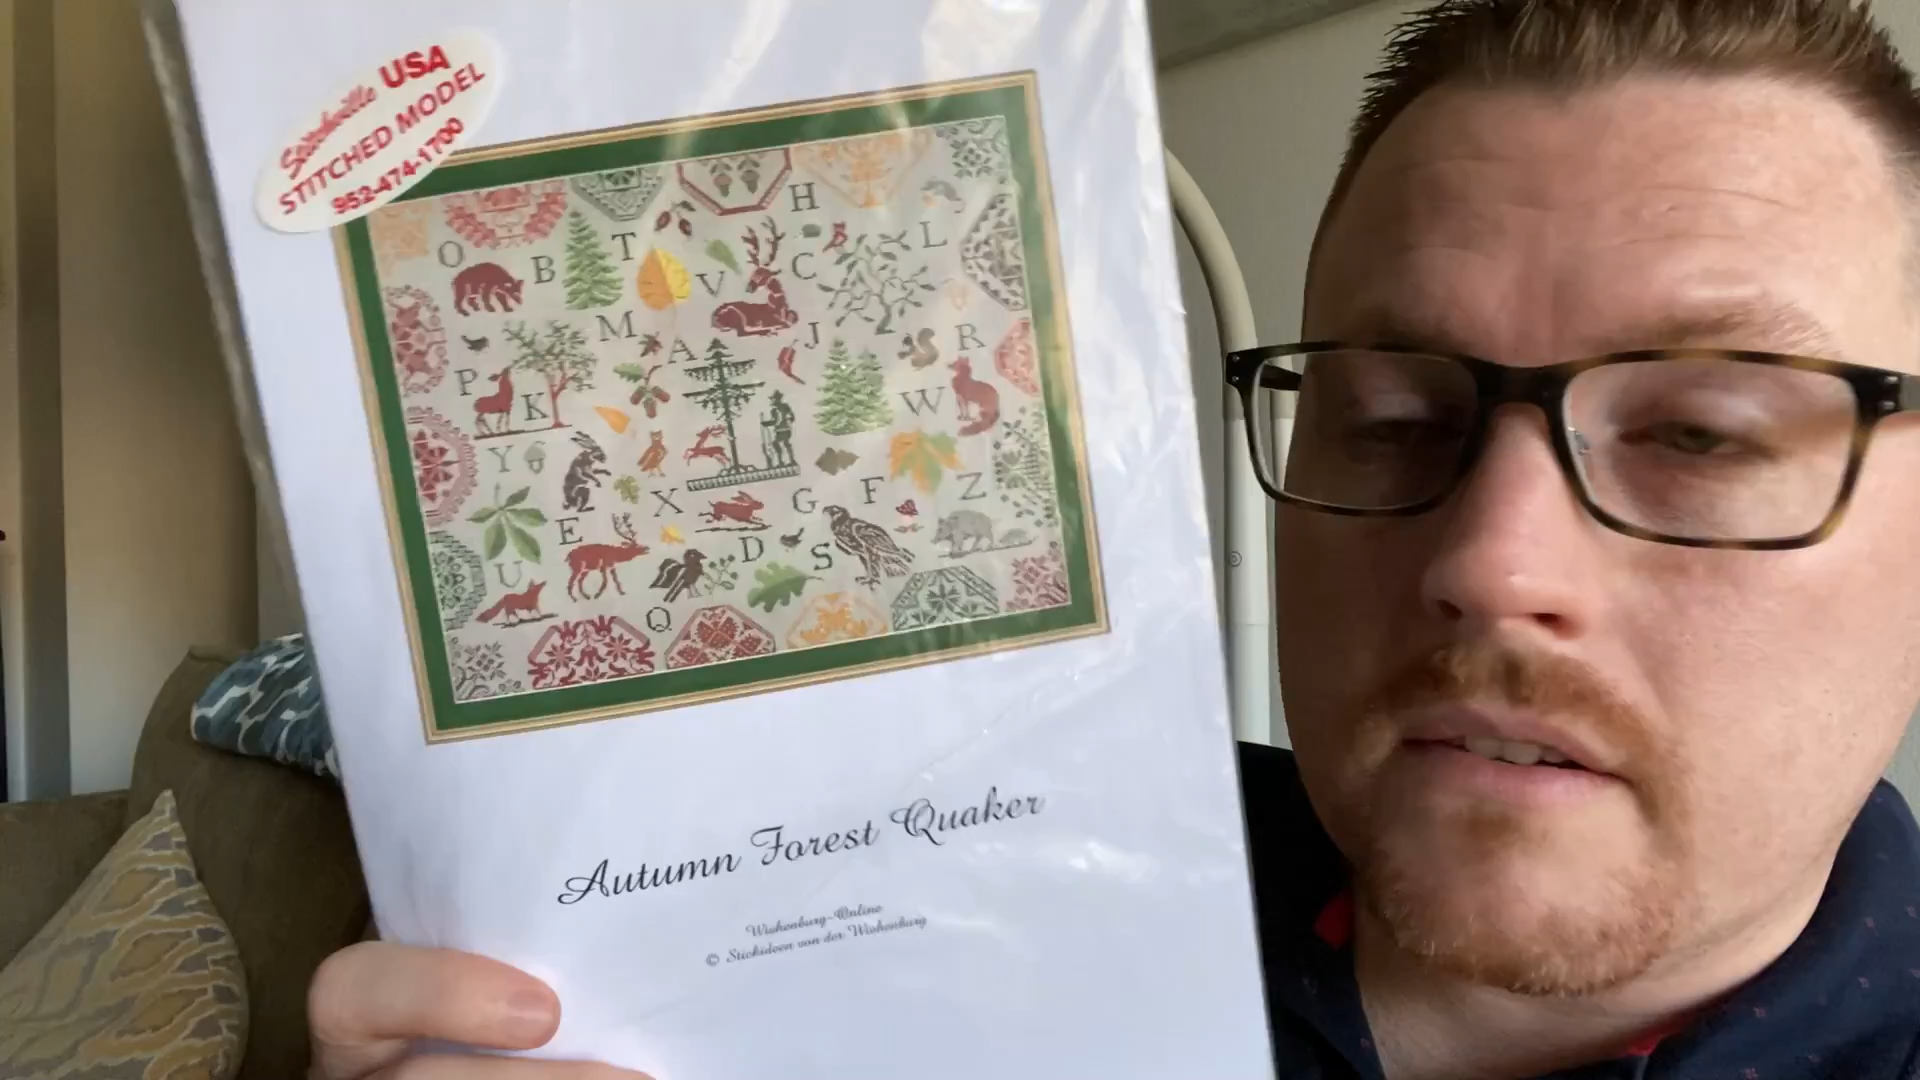 Stitchville USA
STITCHED MODEL
952-474-1700
H
O B T L
V C
M J
A R
P K W
Y
X G F Z
E D S
U
Q
Autumn Forest Quaker
Wichenburg-Online
© Stickideen von der Wichenburg